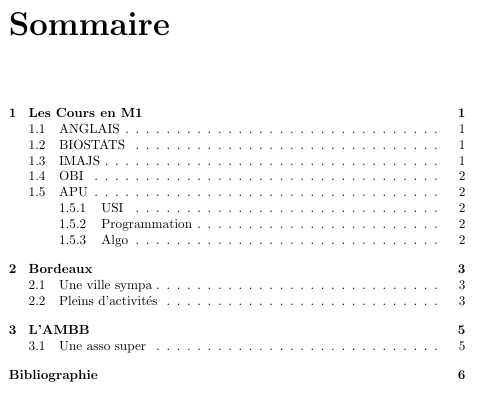 Sommaire
1 Les Cours en M1 1
1.1 ANGLAIS . . . . . . . . . . . . . . . . . . . . . . . . . . . . . . . 1
1.2 BIOSTATS . . . . . . . . . . . . . . . . . . . . . . . . . . . . . . 1
1.3 IMAJS . . . . . . . . . . . . . . . . . . . . . . . . . . . . . . . . . 1
1.4 OBI . . . . . . . . . . . . . . . . . . . . . . . . . . . . . . . . . . 2
1.5 APU . . . . . . . . . . . . . . . . . . . . . . . . . . . . . . . . . . 2
1.5.1 USI . . . . . . . . . . . . . . . . . . . . . . . . . . . . . . 2
1.5.2 Programmation . . . . . . . . . . . . . . . . . . . . . . . . 2
1.5.3 Algo . . . . . . . . . . . . . . . . . . . . . . . . . . . . . . 2
2 Bordeaux 3
2.1 Une ville sympa . . . . . . . . . . . . . . . . . . . . . . . . . . . . 3
2.2 Pleins d'activités . . . . . . . . . . . . . . . . . . . . . . . . . . . 3
3 L'AMBB 5
3.1 Une asso super . . . . . . . . . . . . . . . . . . . . . . . . . . . . 5
Bibliographie 6